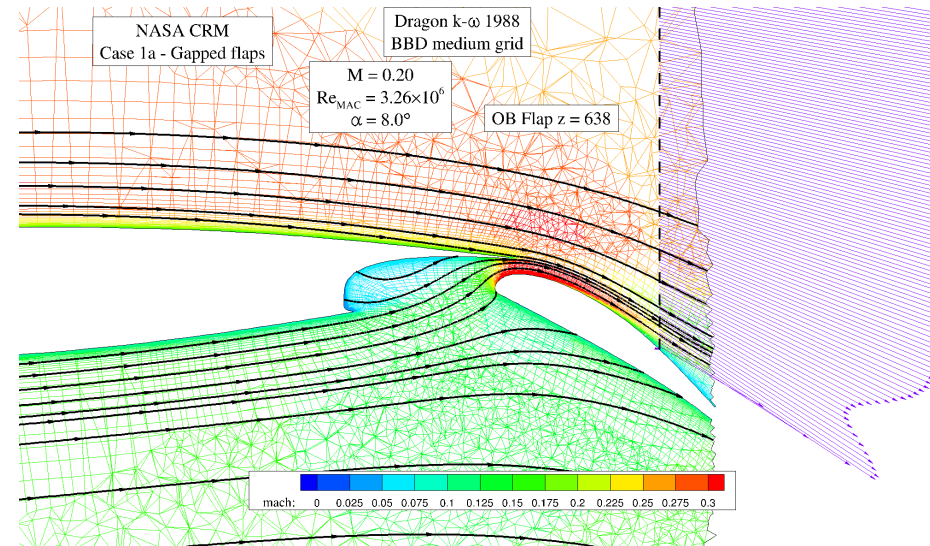 NASA CRM
Case 1a - Gapped flaps
Dragon k-ω 1988
BBD medium grid
M = 0.20
Re_MAC = 3.26×10⁶
α = 8.0°
OB Flap z = 638
mach: 0 0.025 0.05 0.075 0.1 0.125 0.15 0.175 0.2 0.225 0.25 0.275 0.3